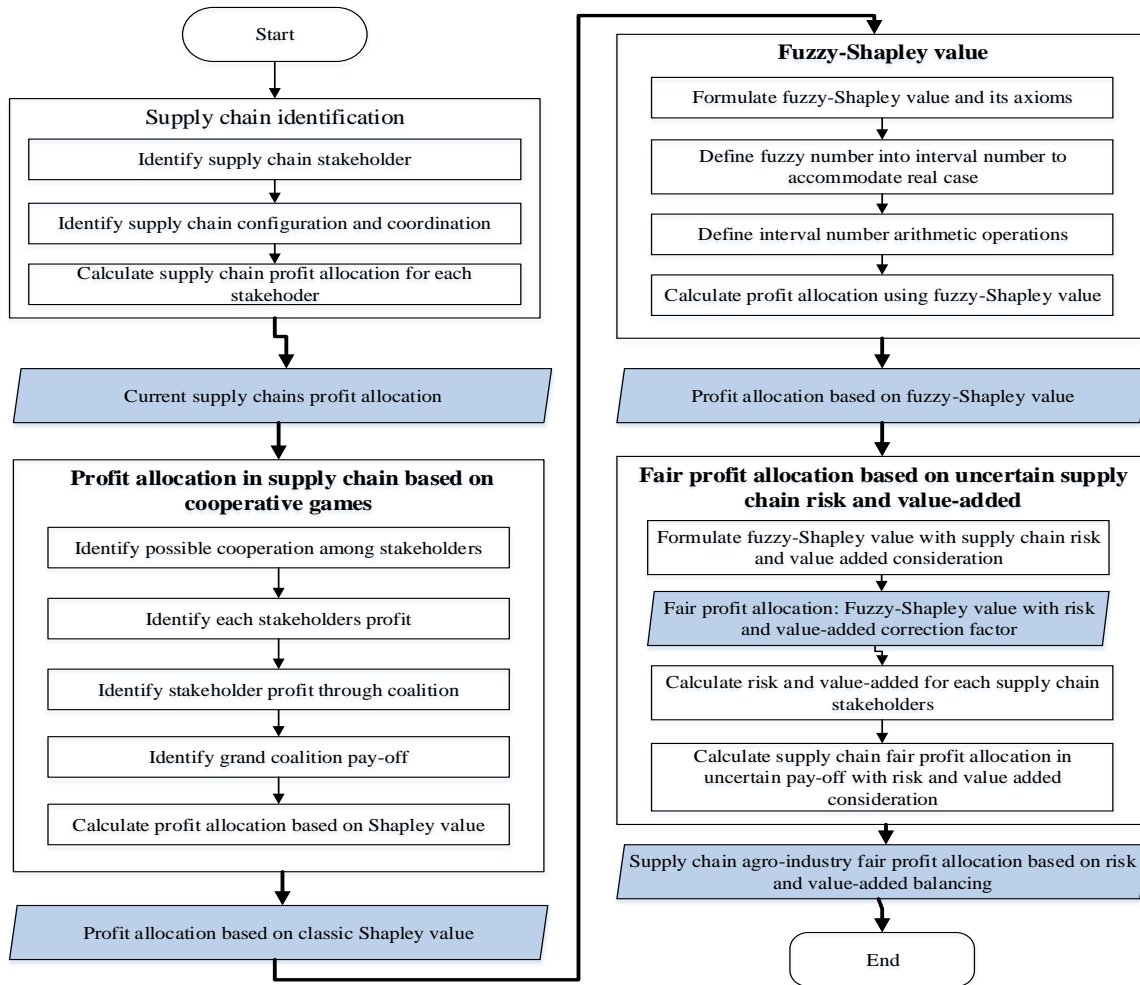 Start
Supply chain identification
Identify supply chain stakeholder
Identify supply chain configuration and coordination
Calculate supply chain profit allocation for each
stakehoder
Current supply chains profit allocation
Profit allocation in supply chain based on
cooperative games
Identify possible cooperation among stakeholders
Identify each stakeholders profit
Identify stakeholder profit through coalition
Identify grand coalition pay-off
Calculate profit allocation based on Shapley value
Profit allocation based on classic Shapley value
Fuzzy-Shapley value
Formulate fuzzy-Shapley value and its axioms
Define fuzzy number into interval number to
accommodate real case
Define interval number arithmetic operations
Calculate profit allocation using fuzzy-Shapley value
Profit allocation based on fuzzy-Shapley value
Fair profit allocation based on uncertain supply
chain risk and value-added
Formulate fuzzy-Shapley value with supply chain risk
and value added consideration
Fair profit allocation: Fuzzy-Shapley value with risk
and value-added correction factor
Calculate risk and value-added for each supply chain
stakeholders
Calculate supply chain fair profit allocation in
uncertain pay-off with risk and value added
consideration
Supply chain agro-industry fair profit allocation based on risk
and value-added balancing
End